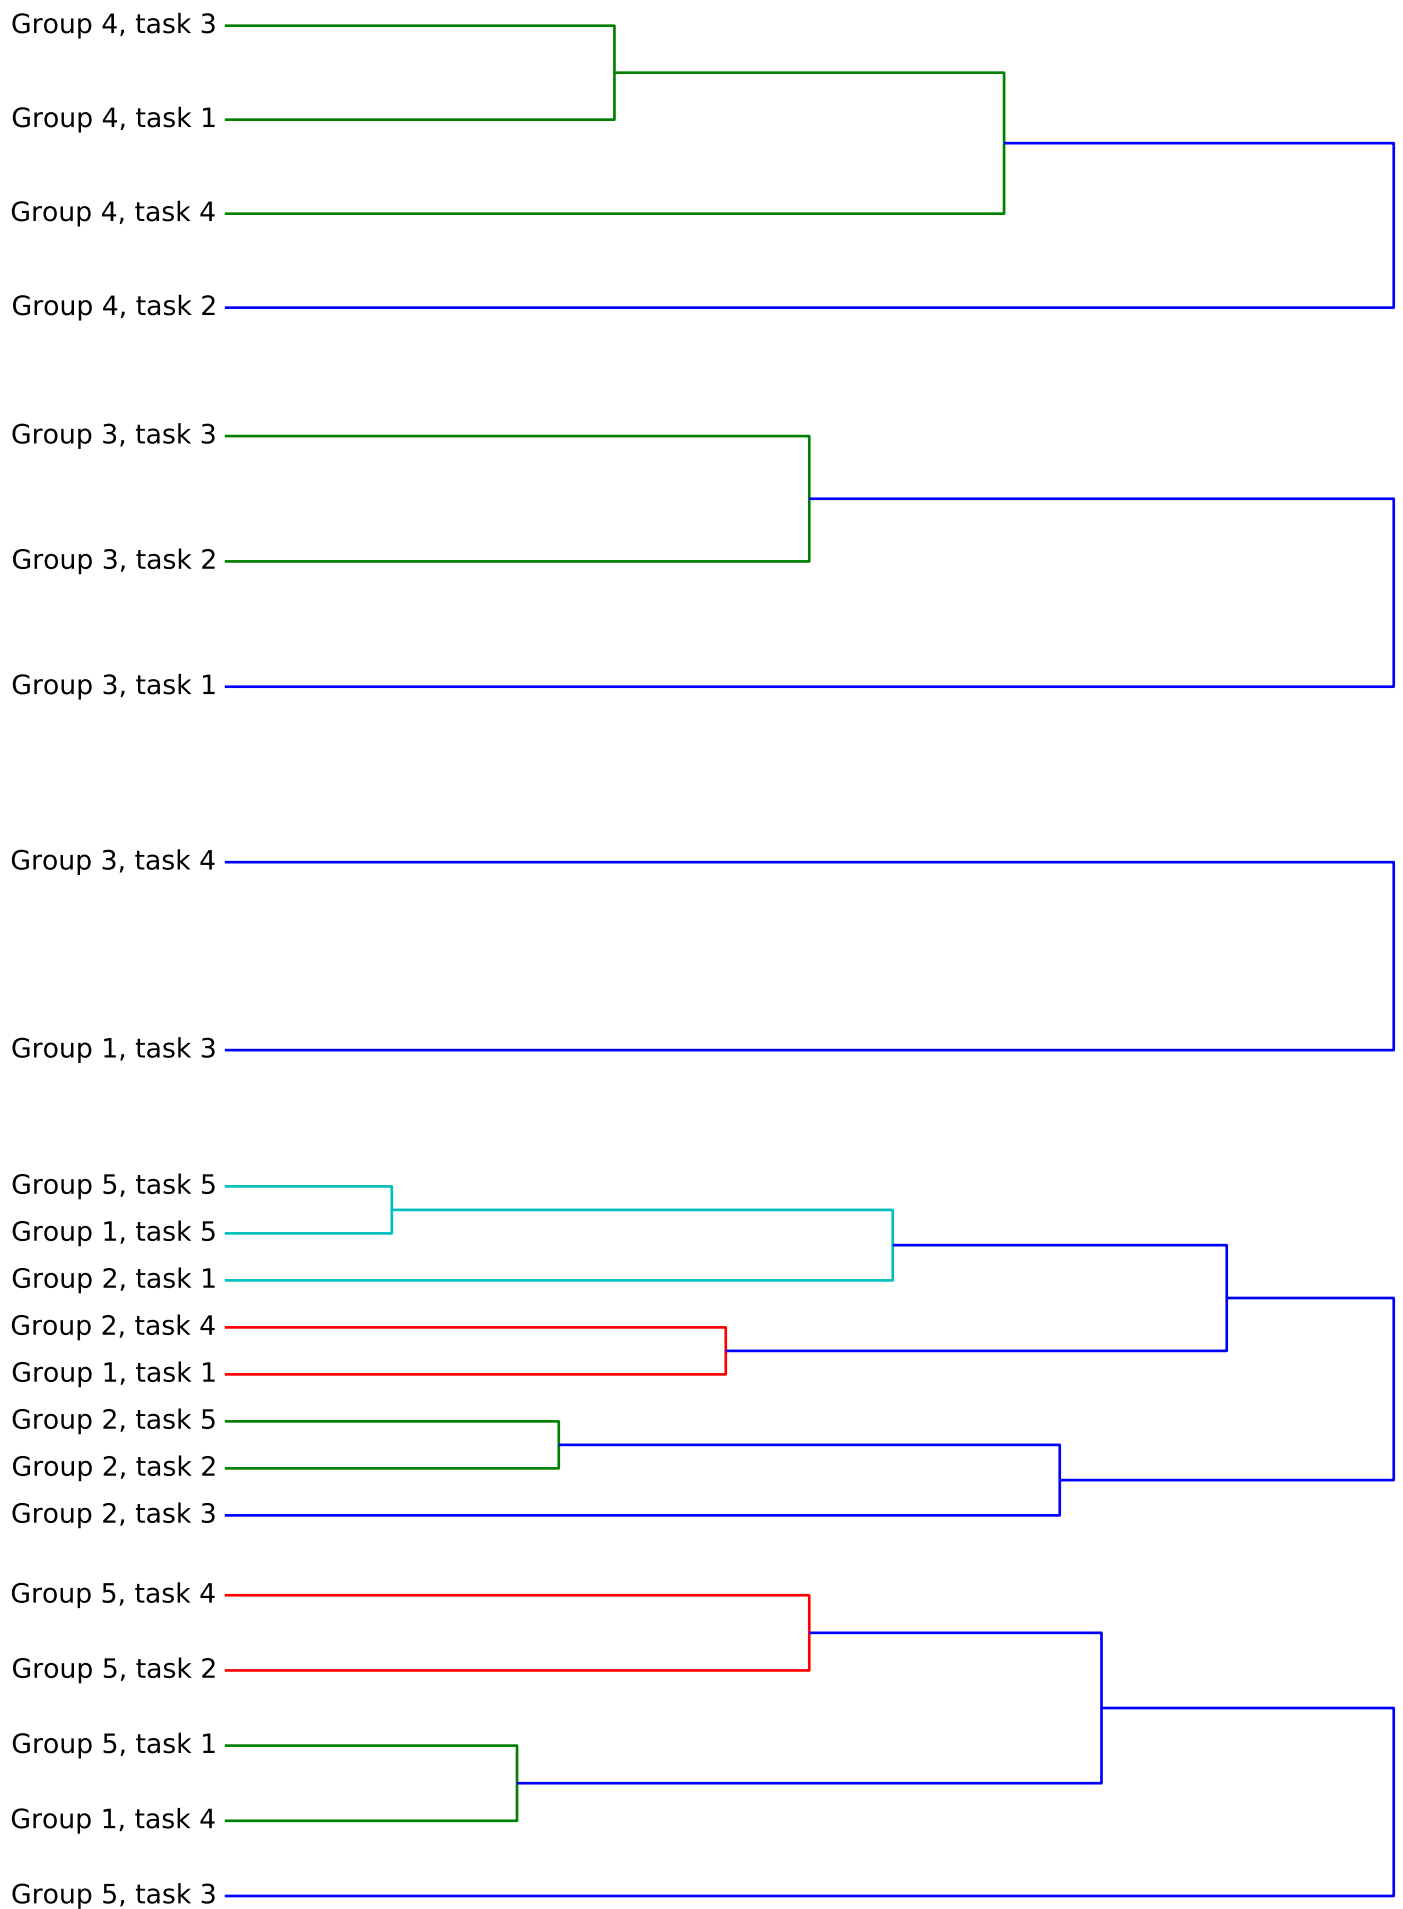 Group 4, task 3
Group 4, task 1
Group 4, task 4
Group 4, task 2
Group 3, task 3
Group 3, task 2
Group 3, task 1
Group 3, task 4
Group 1, task 3
Group 5, task 5
Group 1, task 5
Group 2, task 1
Group 2, task 4
Group 1, task 1
Group 2, task 5
Group 2, task 2
Group 2, task 3
Group 5, task 4
Group 5, task 2
Group 5, task 1
Group 1, task 4
Group 5, task 3